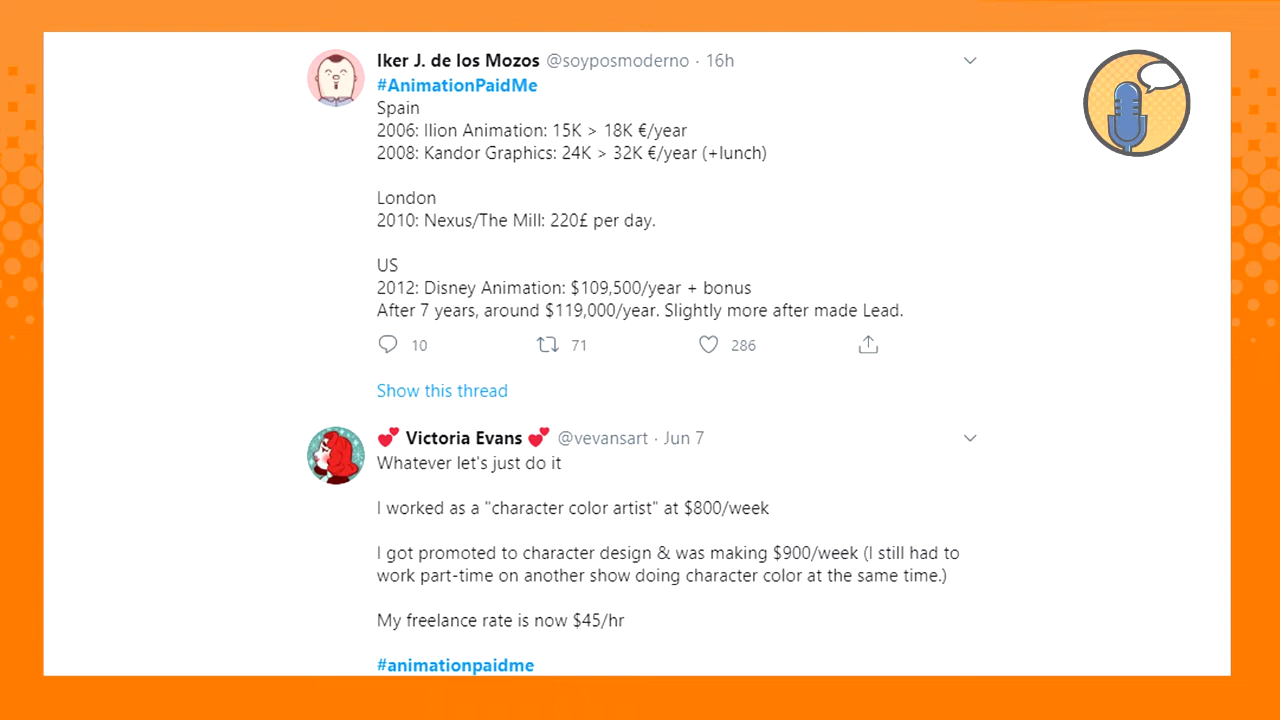 Iker J. de los Mozos @soyposmoderno · 16h
#AnimationPaidMe
Spain
2006: Ilion Animation: 15K > 18K €/year
2008: Kandor Graphics: 24K > 32K €/year (+lunch)
London
2010: Nexus/The Mill: 220£ per day.
US
2012: Disney Animation: $109,500/year + bonus
After 7 years, around $119,000/year. Slightly more after made Lead.
10 71 286
Show this thread
💕 Victoria Evans 💕 @vevansart · Jun 7
Whatever let's just do it
I worked as a "character color artist" at $800/week
I got promoted to character design & was making $900/week (I still had to
work part-time on another show doing character color at the same time.)
My freelance rate is now $45/hr
#animationpaidme